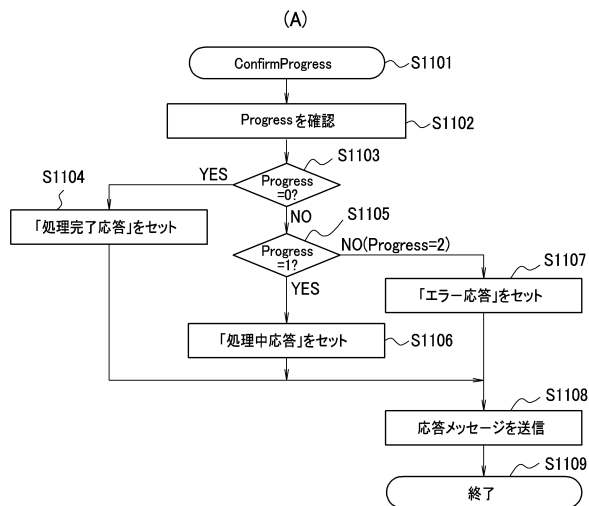 (A)
ConfirmProgress
S1101
Progressを確認
S1102
S1103
Progress
=0?
YES
S1104
「処理完了応答」をセット
NO
S1105
Progress
=1?
NO(Progress=2)
YES
S1107
「エラー応答」をセット
「処理中応答」をセット
S1106
S1108
応答メッセージを送信
S1109
終了